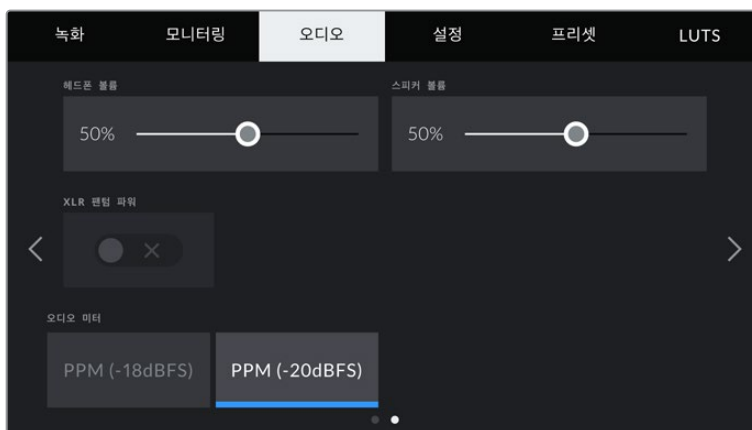 녹화 모니터링 오디오 설정 프리셋 LUTS
헤드폰 볼륨 스피커 볼륨
50% 50%
XLR 팬텀 파워
오디오 미터
PPM (-18dBFS) PPM (-20dBFS)